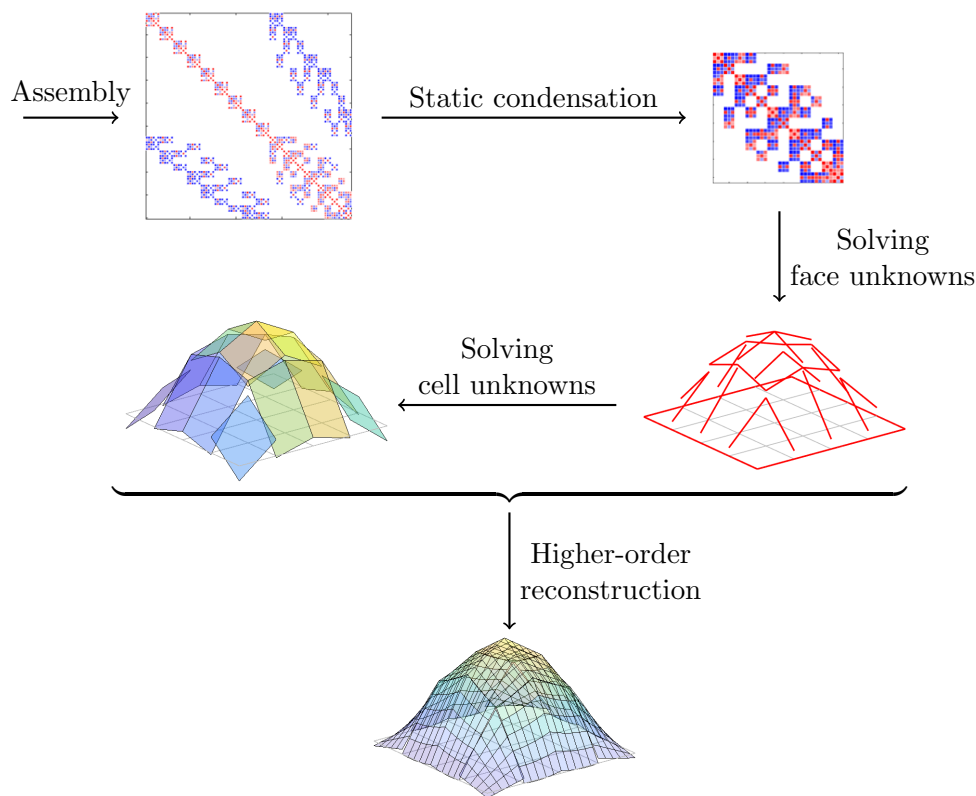 Assembly
Static condensation
Solving
face unknowns
Solving
cell unknowns
Higher-order
reconstruction